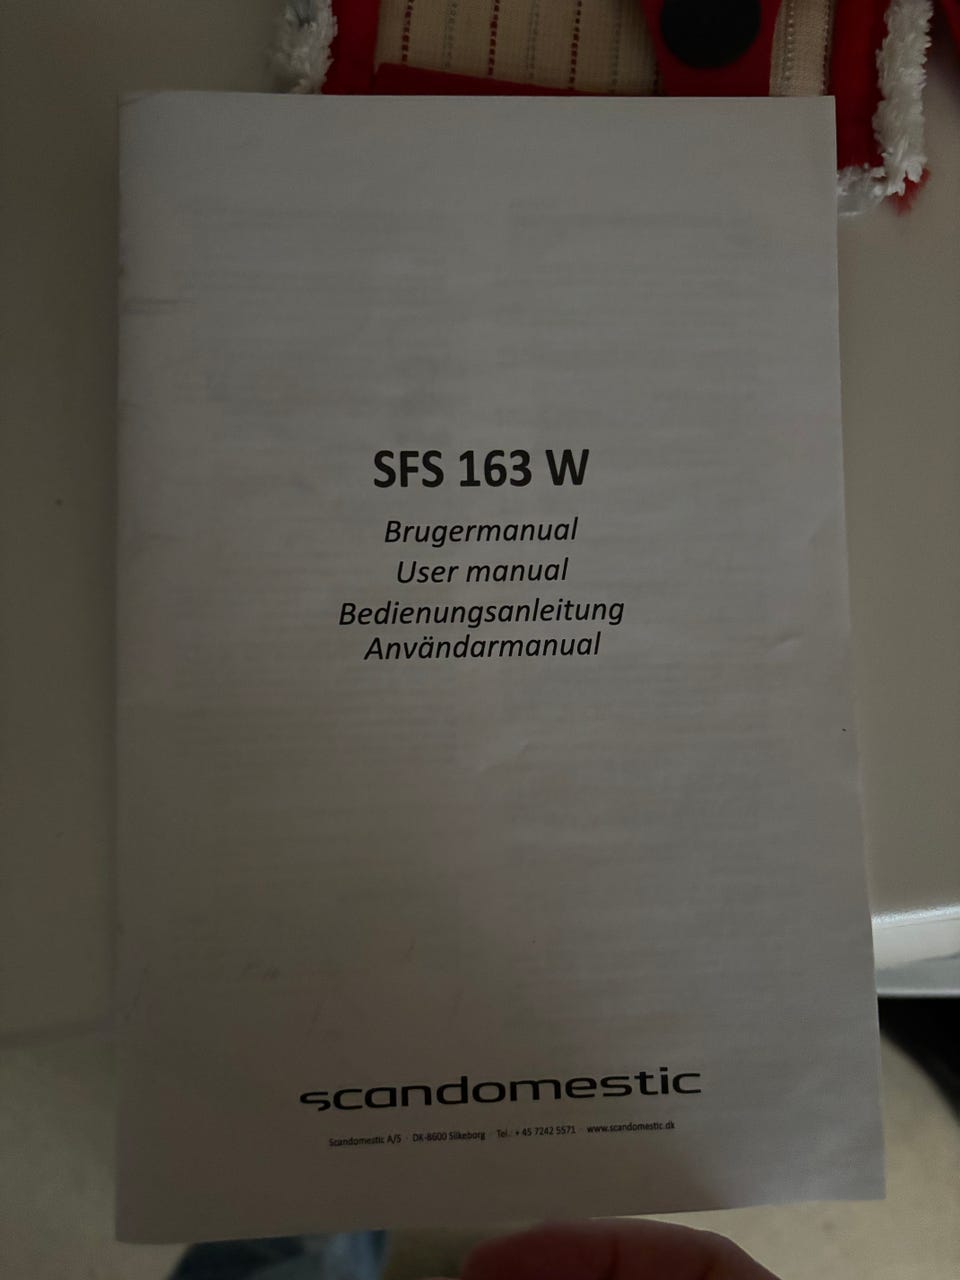 SFS 163 W
Brugermanual
User manual
Bedienungsanleitung
Användarmanual
scandomestic
Scandomestic A/S · DK-8600 Silkeborg · Tel.: + 45 7242 5571 · www.scandomestic.dk